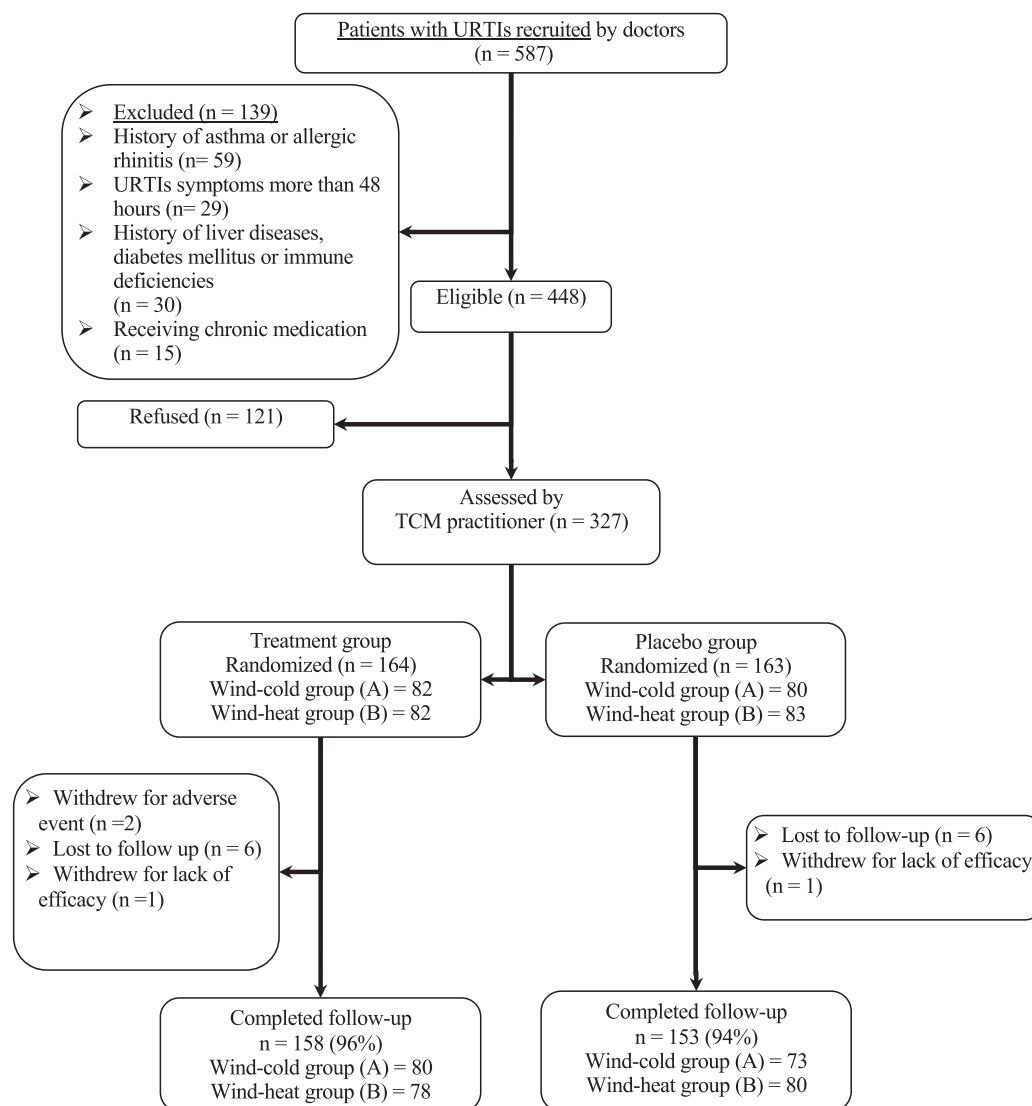 Patients with URTIs recruited by doctors
(n = 587)
➢ Excluded (n = 139)
➢ History of asthma or allergic
rhinitis (n= 59)
➢ URTIs symptoms more than 48
hours (n= 29)
➢ History of liver diseases,
diabetes mellitus or immune
deficiencies
(n = 30)
➢ Receiving chronic medication
(n = 15)
Eligible (n = 448)
Refused (n = 121)
Assessed by
TCM practitioner (n = 327)
Treatment group
Randomized (n = 164)
Wind-cold group (A) = 82
Wind-heat group (B) = 82
Placebo group
Randomized (n = 163)
Wind-cold group (A) = 80
Wind-heat group (B) = 83
➢ Withdrew for adverse
event (n =2)
➢ Lost to follow up (n = 6)
➢ Withdrew for lack of
efficacy (n =1)
➢ Lost to follow-up (n = 6)
➢ Withdrew for lack of efficacy
(n = 1)
Completed follow-up
n = 158 (96%)
Wind-cold group (A) = 80
Wind-heat group (B) = 78
Completed follow-up
n = 153 (94%)
Wind-cold group (A) = 73
Wind-heat group (B) = 80